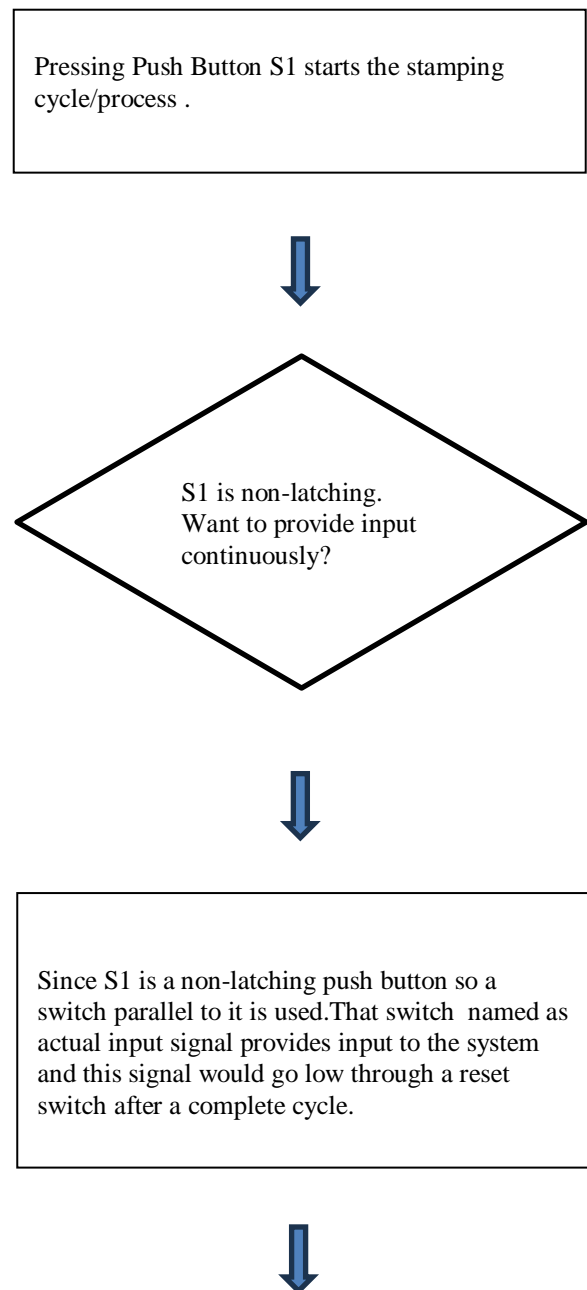 Pressing Push Button S1 starts the stamping
cycle/process .
S1 is non-latching.
Want to provide input
continuously?
Since S1 is a non-latching push button so a
switch parallel to it is used.That switch  named as
actual input signal provides input to the system
and this signal would go low through a reset
switch after a complete cycle.